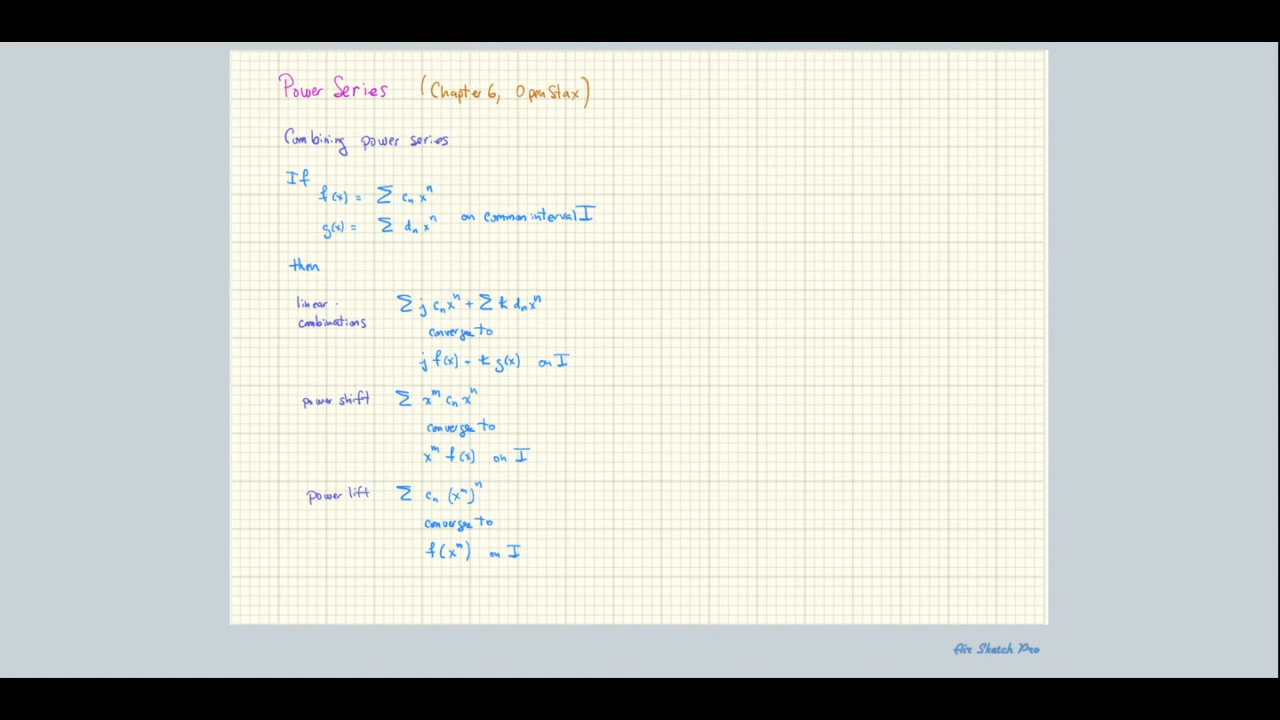 Power Series (Chapter 6, OpenStax)
Combining power series
If
f(x) = Σ cₙ xⁿ
on common interval I
g(x) = Σ dₙ xⁿ
then
linear Σ j cₙ xⁿ + Σ k dₙ xⁿ
combinations
converges to
j f(x) + k g(x) on I
power shift Σ xᵐ cₙ xⁿ
converges to
xᵐ f(x) on I
power lift Σ cₙ (xᵐ)ⁿ
converges to
f(xᵐ) on I
Air Sketch Pro